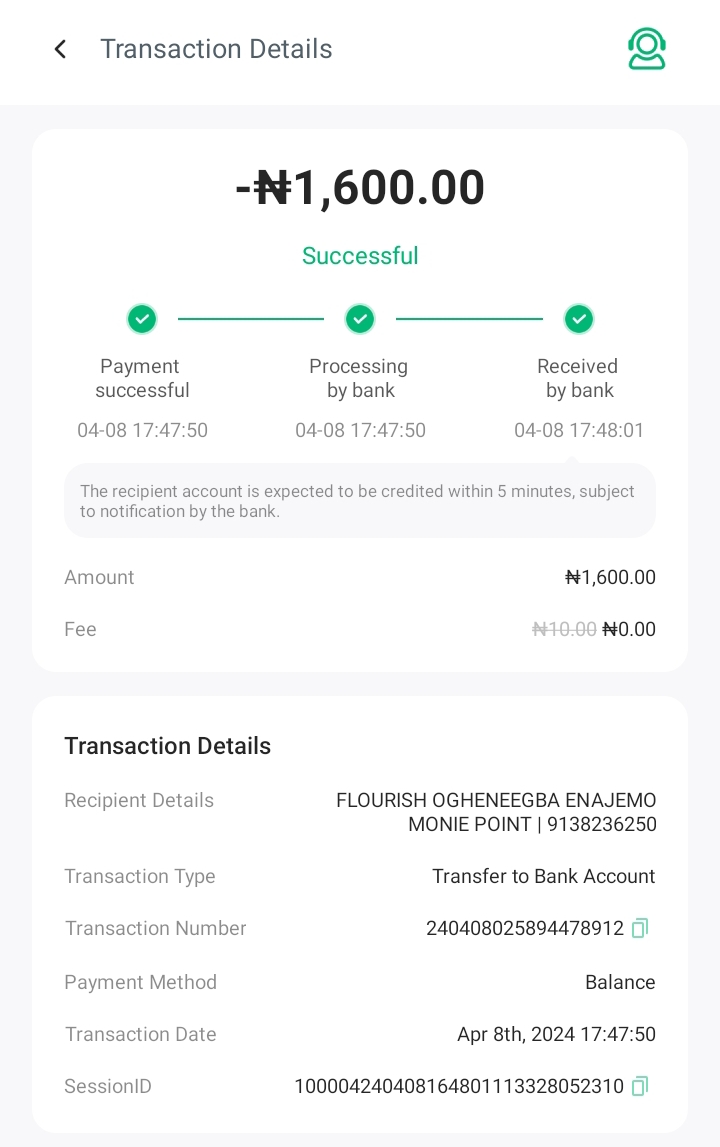 Transaction Details
-₦1,600.00
Successful
Payment successful
Processing by bank
Received by bank
04-08 17:47:50
04-08 17:47:50
04-08 17:48:01
The recipient account is expected to be credited within 5 minutes, subject
to notification by the bank.
Amount ₦1,600.00
Fee ₦10.00 ₦0.00
Transaction Details
Recipient Details FLOURISH OGHENEEGBA ENAJEMO
MONIE POINT | 9138236250
Transaction Type Transfer to Bank Account
Transaction Number 240408025894478912
Payment Method Balance
Transaction Date Apr 8th, 2024 17:47:50
SessionID 100004240408164801113328052310